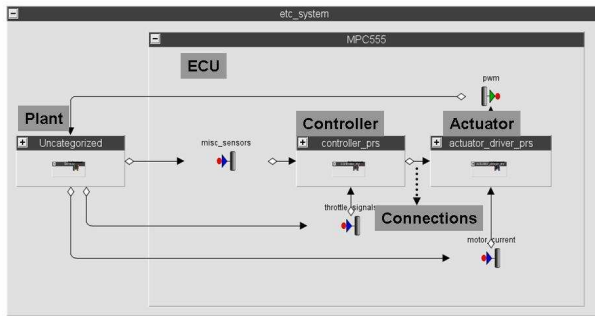 etc_system
MPC555
ECU
pwm
Plant
Controller
Actuator
Uncategorized
misc_sensors
controller_prs
actuator_driver_prs
throttle_signals
Connections
motor_current